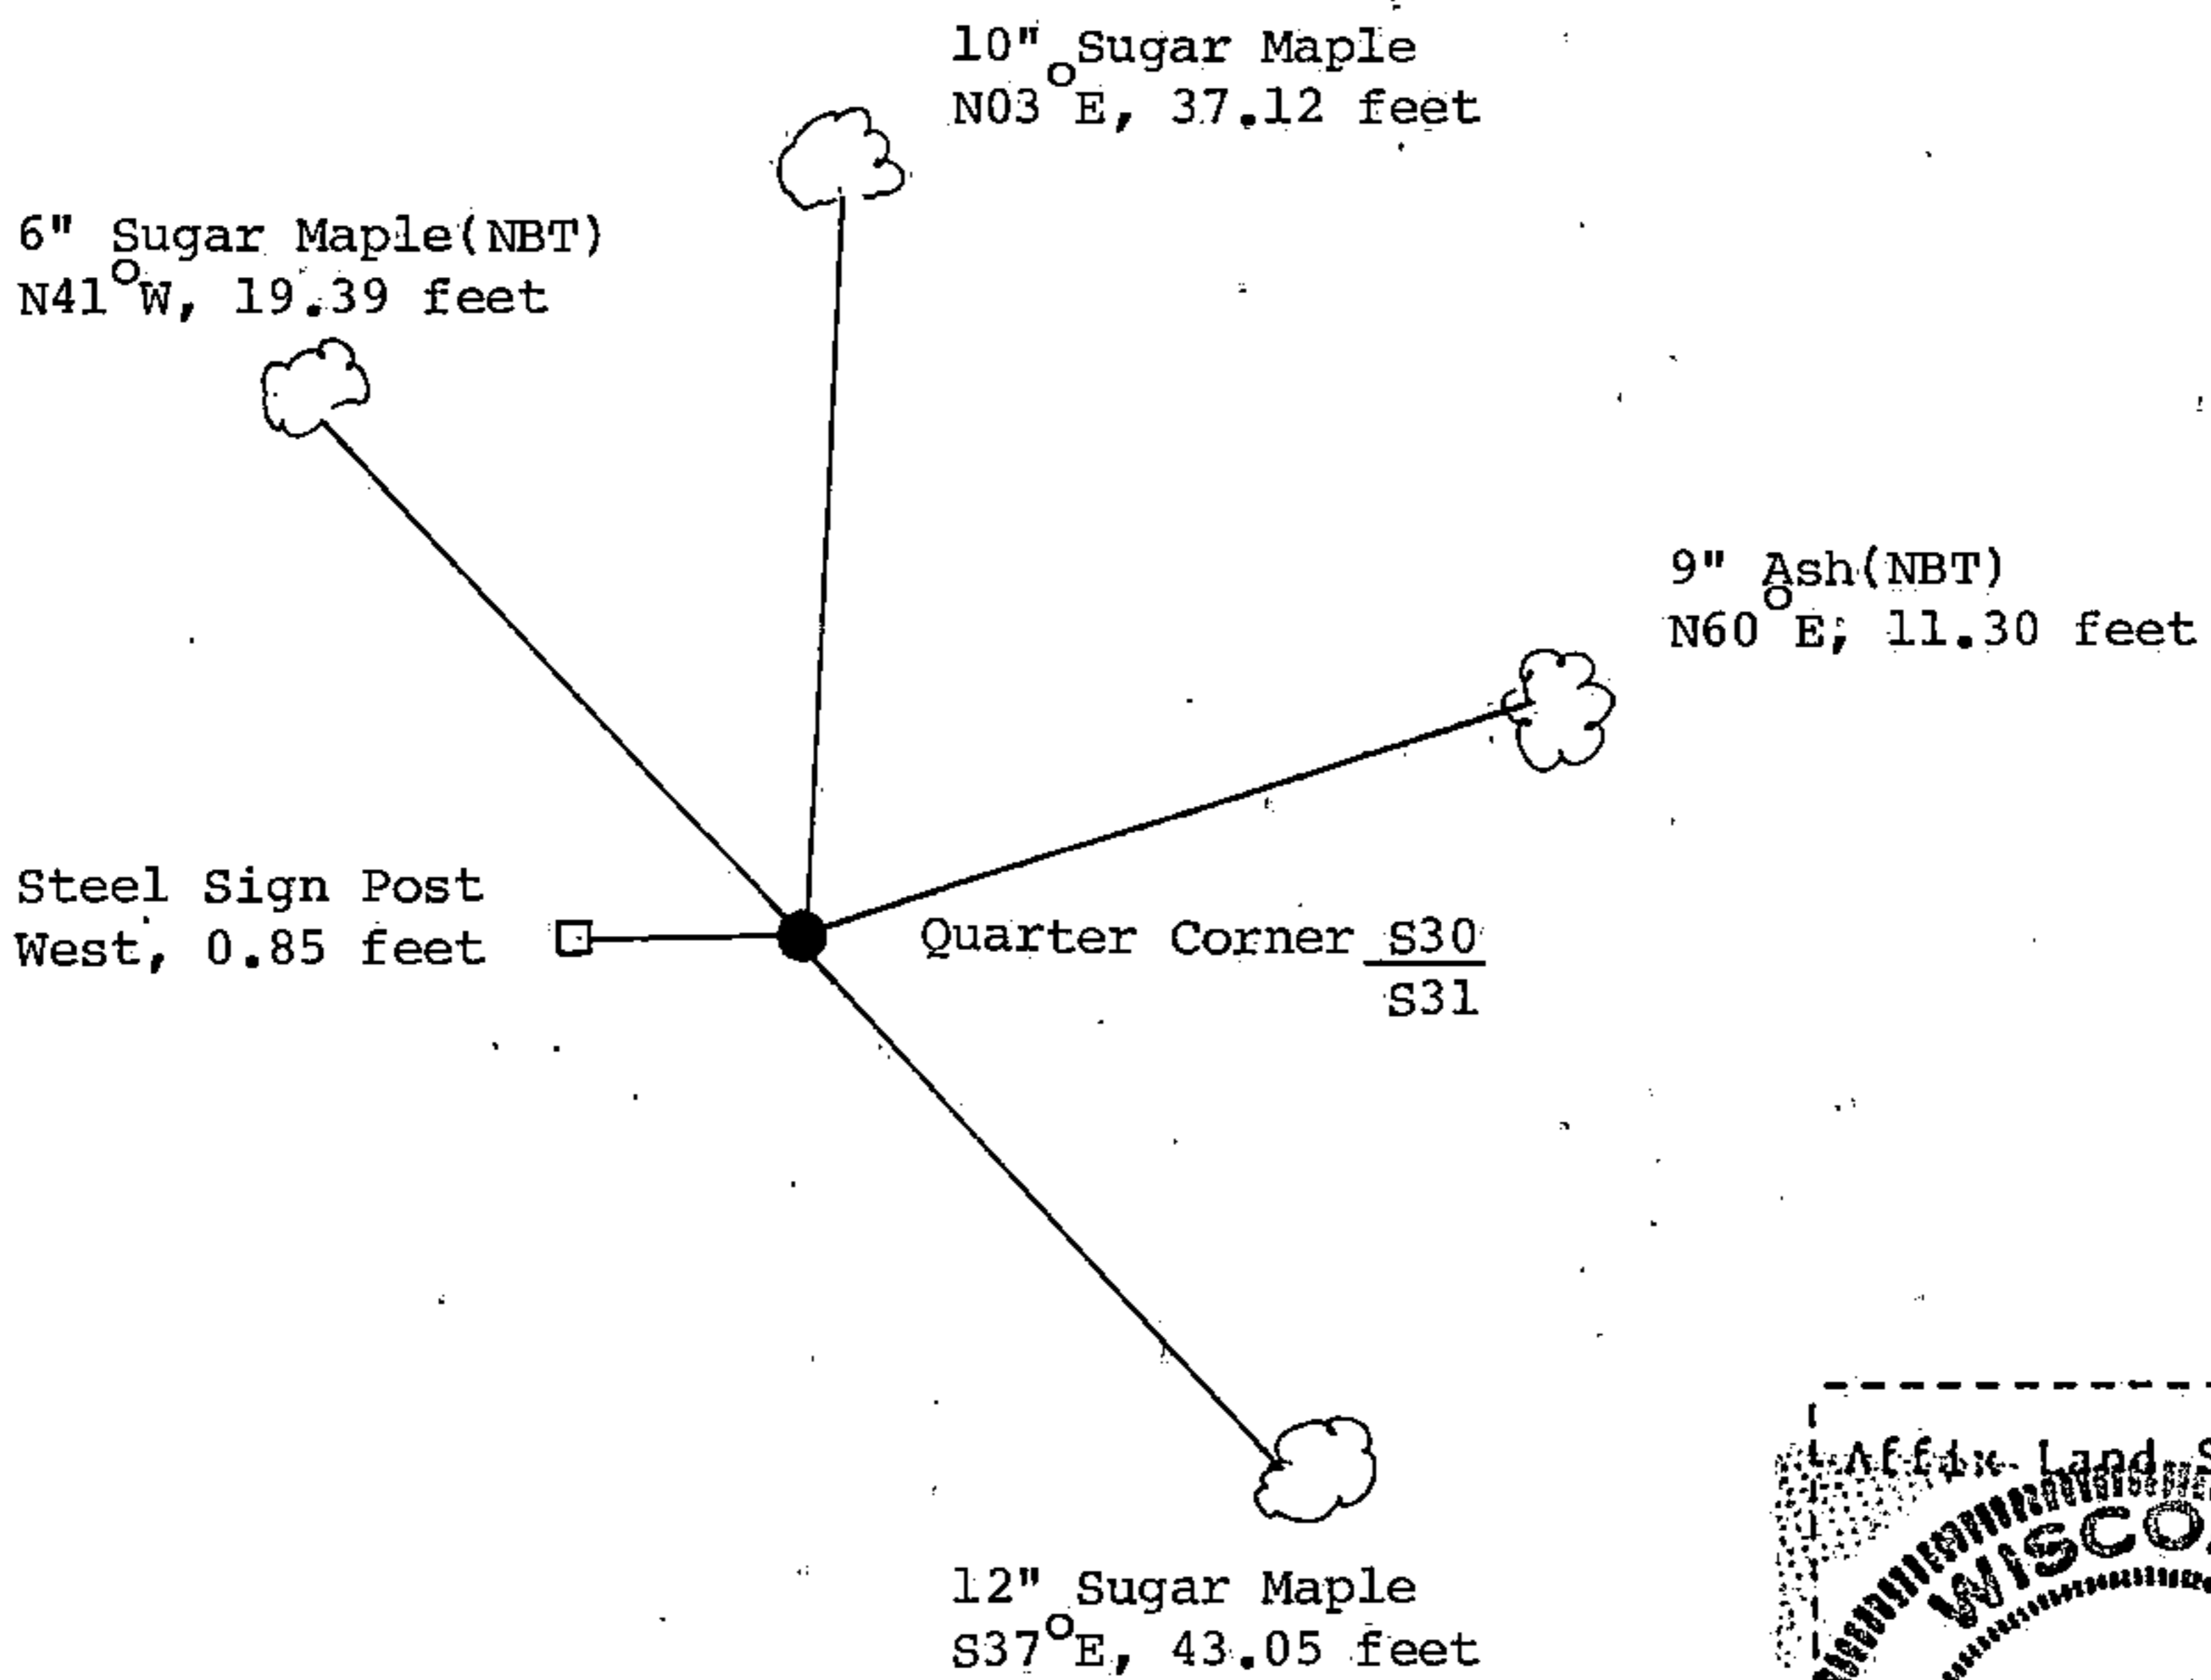 10" Sugar Maple
N03°E, 37.12 feet
6" Sugar Maple(NBT)
N41°W, 19.39 feet
9" Ash(NBT)
N60°E, 11.30 feet
Steel Sign Post
West, 0.85 feet
Quarter Corner S30
S31
12" Sugar Maple
S37°E, 43.05 feet
Affix Land